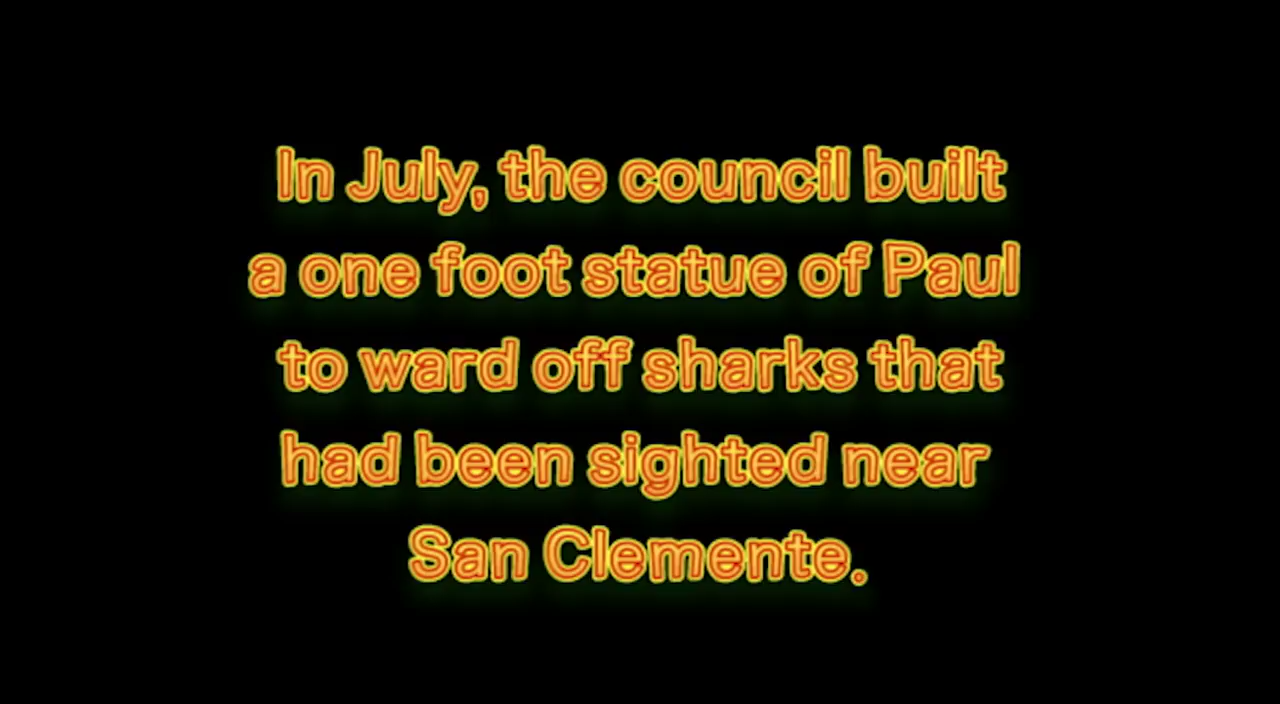 In July, the council built
a one foot statue of Paul
to ward off sharks that
had been sighted near
San Clemente.